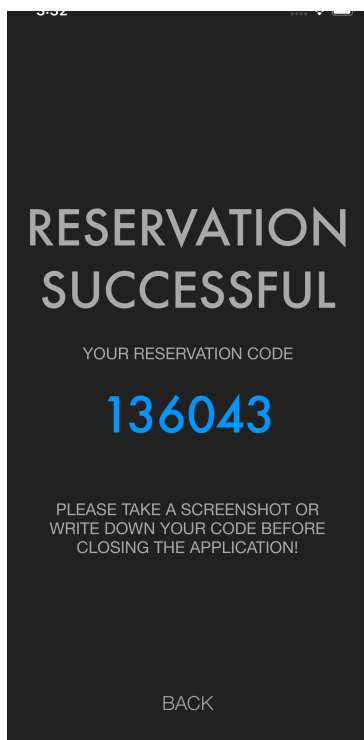 RESERVATION
SUCCESSFUL
YOUR RESERVATION CODE
136043
PLEASE TAKE A SCREENSHOT OR
WRITE DOWN YOUR CODE BEFORE
CLOSING THE APPLICATION!
BACK